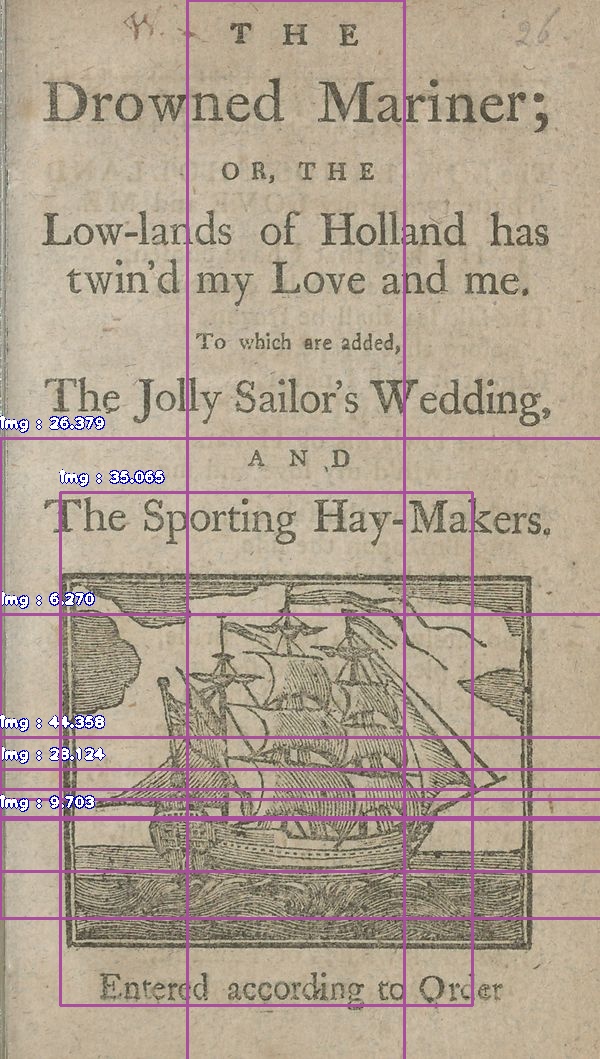 W.
26
THE
Drowned Mariner;
OR, THE
Low-lands of Holland has
twin'd my Love and me.
To which are added,
The Jolly Sailor's Wedding,
AND
The Sporting Hay-Makers.
Entered according to Order
img : 26.379
img : 35.065
img : 6.270
img : 44.358
img : 28.124
img : 9.703